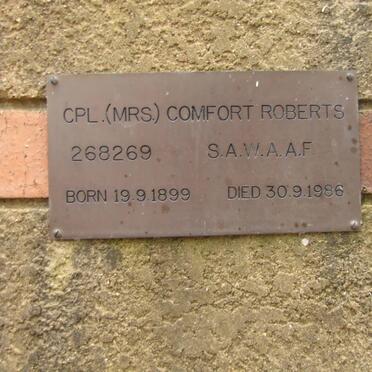 CPL.(MRS.) COMFORT ROBERTS
268269 S.A.W.A.A.F.
BORN 19.9.1899 DIED 30.9.1986